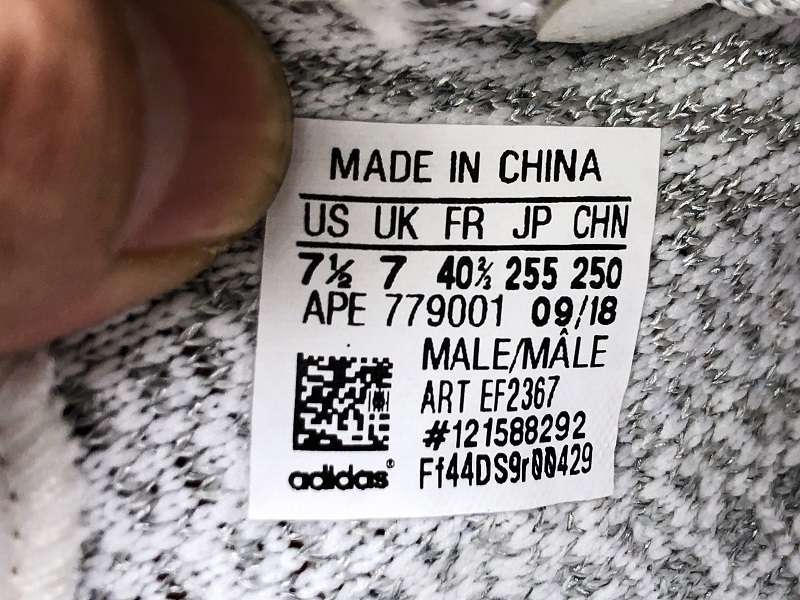 MADE IN CHINA
US UK FR JP CHN
7½ 7 40⅔ 255 250
APE 779001 09/18
MALE/MÂLE
ART EF2367
#121588292
Ff44DS9r00429
adidas®